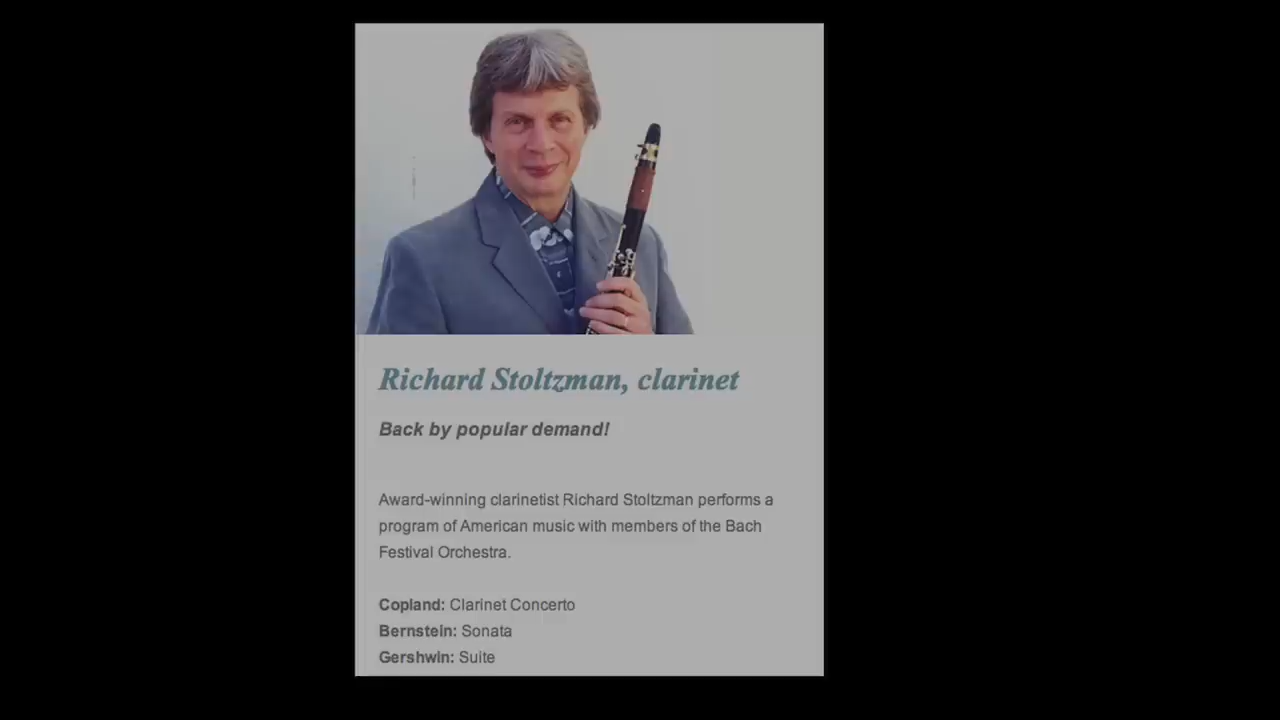 Richard Stoltzman, clarinet
Back by popular demand!
Award-winning clarinetist Richard Stoltzman performs a
program of American music with members of the Bach
Festival Orchestra.
Copland: Clarinet Concerto
Bernstein: Sonata
Gershwin: Suite